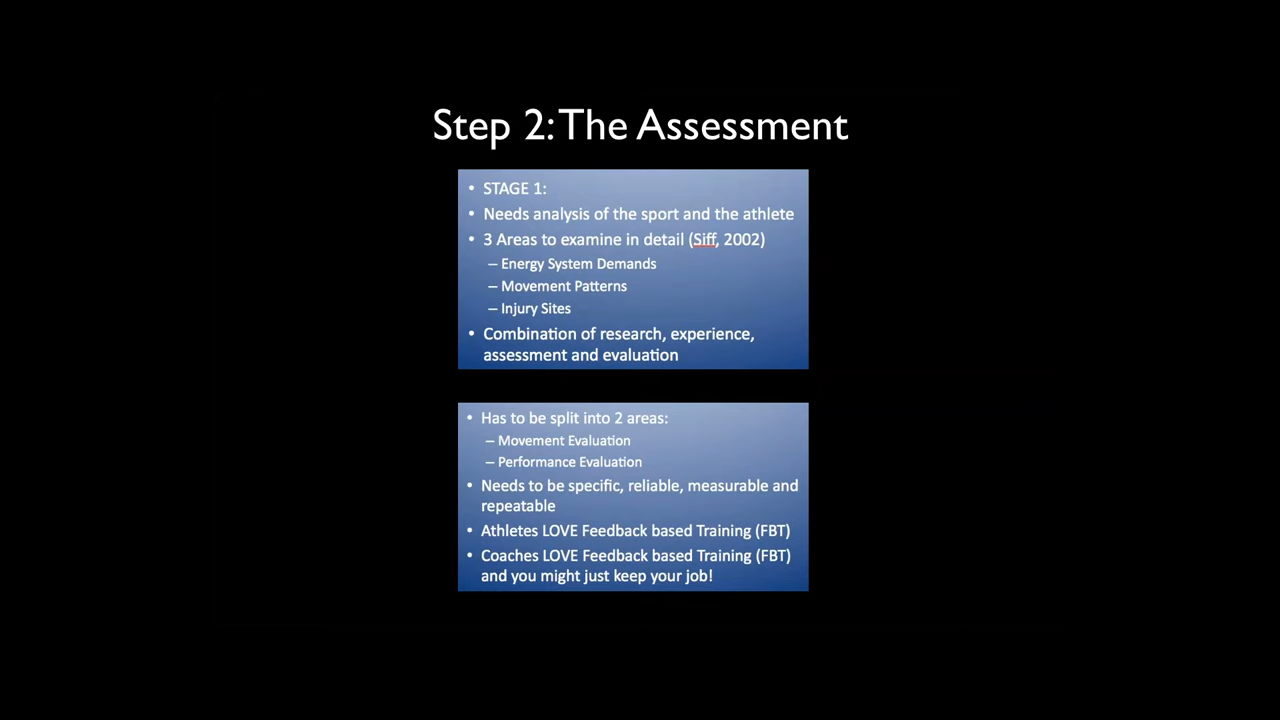 Step 2: The Assessment
• STAGE 1:
• Needs analysis of the sport and the athlete
• 3 Areas to examine in detail (Siff, 2002)
– Energy System Demands
– Movement Patterns
– Injury Sites
• Combination of research, experience,
assessment and evaluation
• Has to be split into 2 areas:
– Movement Evaluation
– Performance Evaluation
• Needs to be specific, reliable, measurable and
repeatable
• Athletes LOVE Feedback based Training (FBT)
• Coaches LOVE Feedback based Training (FBT)
and you might just keep your job!